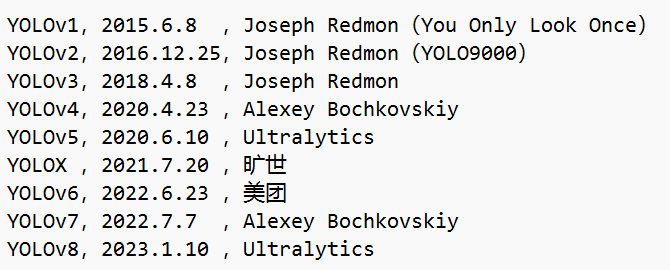 YOLOv1, 2015.6.8  , Joseph Redmon（You Only Look Once）
YOLOv2, 2016.12.25, Joseph Redmon（YOLO9000）
YOLOv3, 2018.4.8  , Joseph Redmon
YOLOv4, 2020.4.23 , Alexey Bochkovskiy
YOLOv5, 2020.6.10 , Ultralytics
YOLOX , 2021.7.20 , 旷世
YOLOv6, 2022.6.23 , 美团
YOLOv7, 2022.7.7  , Alexey Bochkovskiy
YOLOv8, 2023.1.10 , Ultralytics